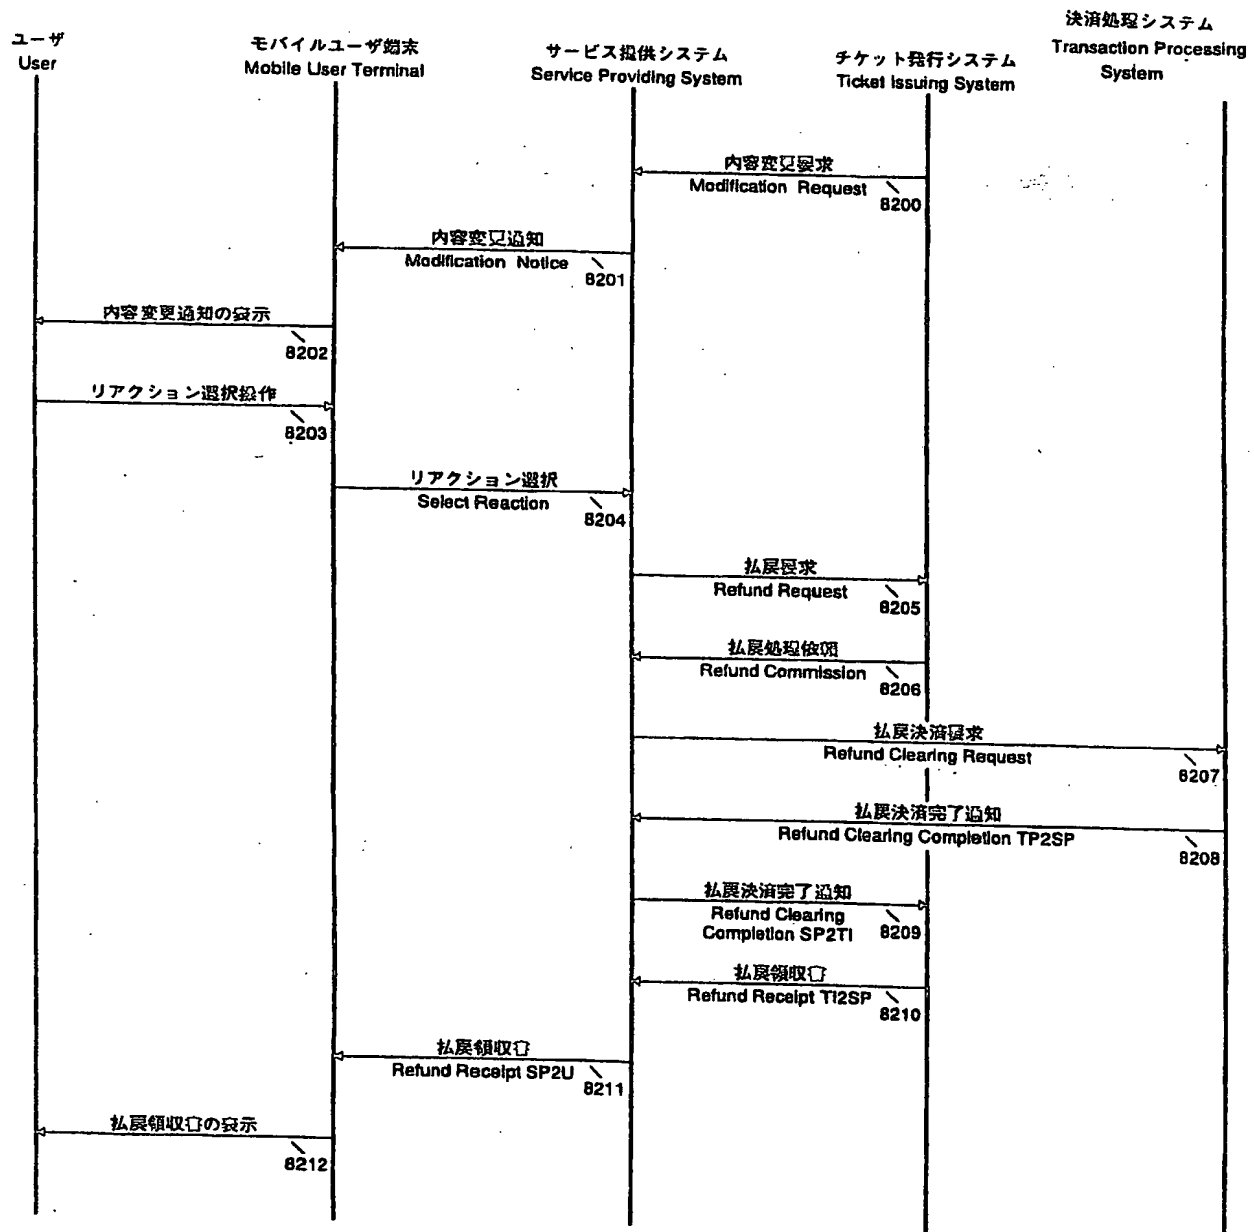 ユーザ
User
モバイルユーザ端末
Mobile User Terminal
サービス提供システム
Service Providing System
チケット発行システム
Ticket Issuing System
決済処理システム
Transaction Processing
System
内容変更要求
Modification Request
8200
内容変更通知
Modification Notice
8201
内容変更通知の表示
8202
リアクション選択操作
8203
リアクション選択
Select Reaction
8204
払戻要求
Refund Request
8205
払戻処理依頼
Refund Commission
8206
払戻決済要求
Refund Clearing Request
8207
払戻決済完了通知
Refund Clearing Completion TP2SP
8208
払戻決済完了通知
Refund Clearing
Completion SP2TI
8209
払戻領収書
Refund Receipt TI2SP
8210
払戻領収書
Refund Receipt SP2U
8211
払戻領収書の表示
8212